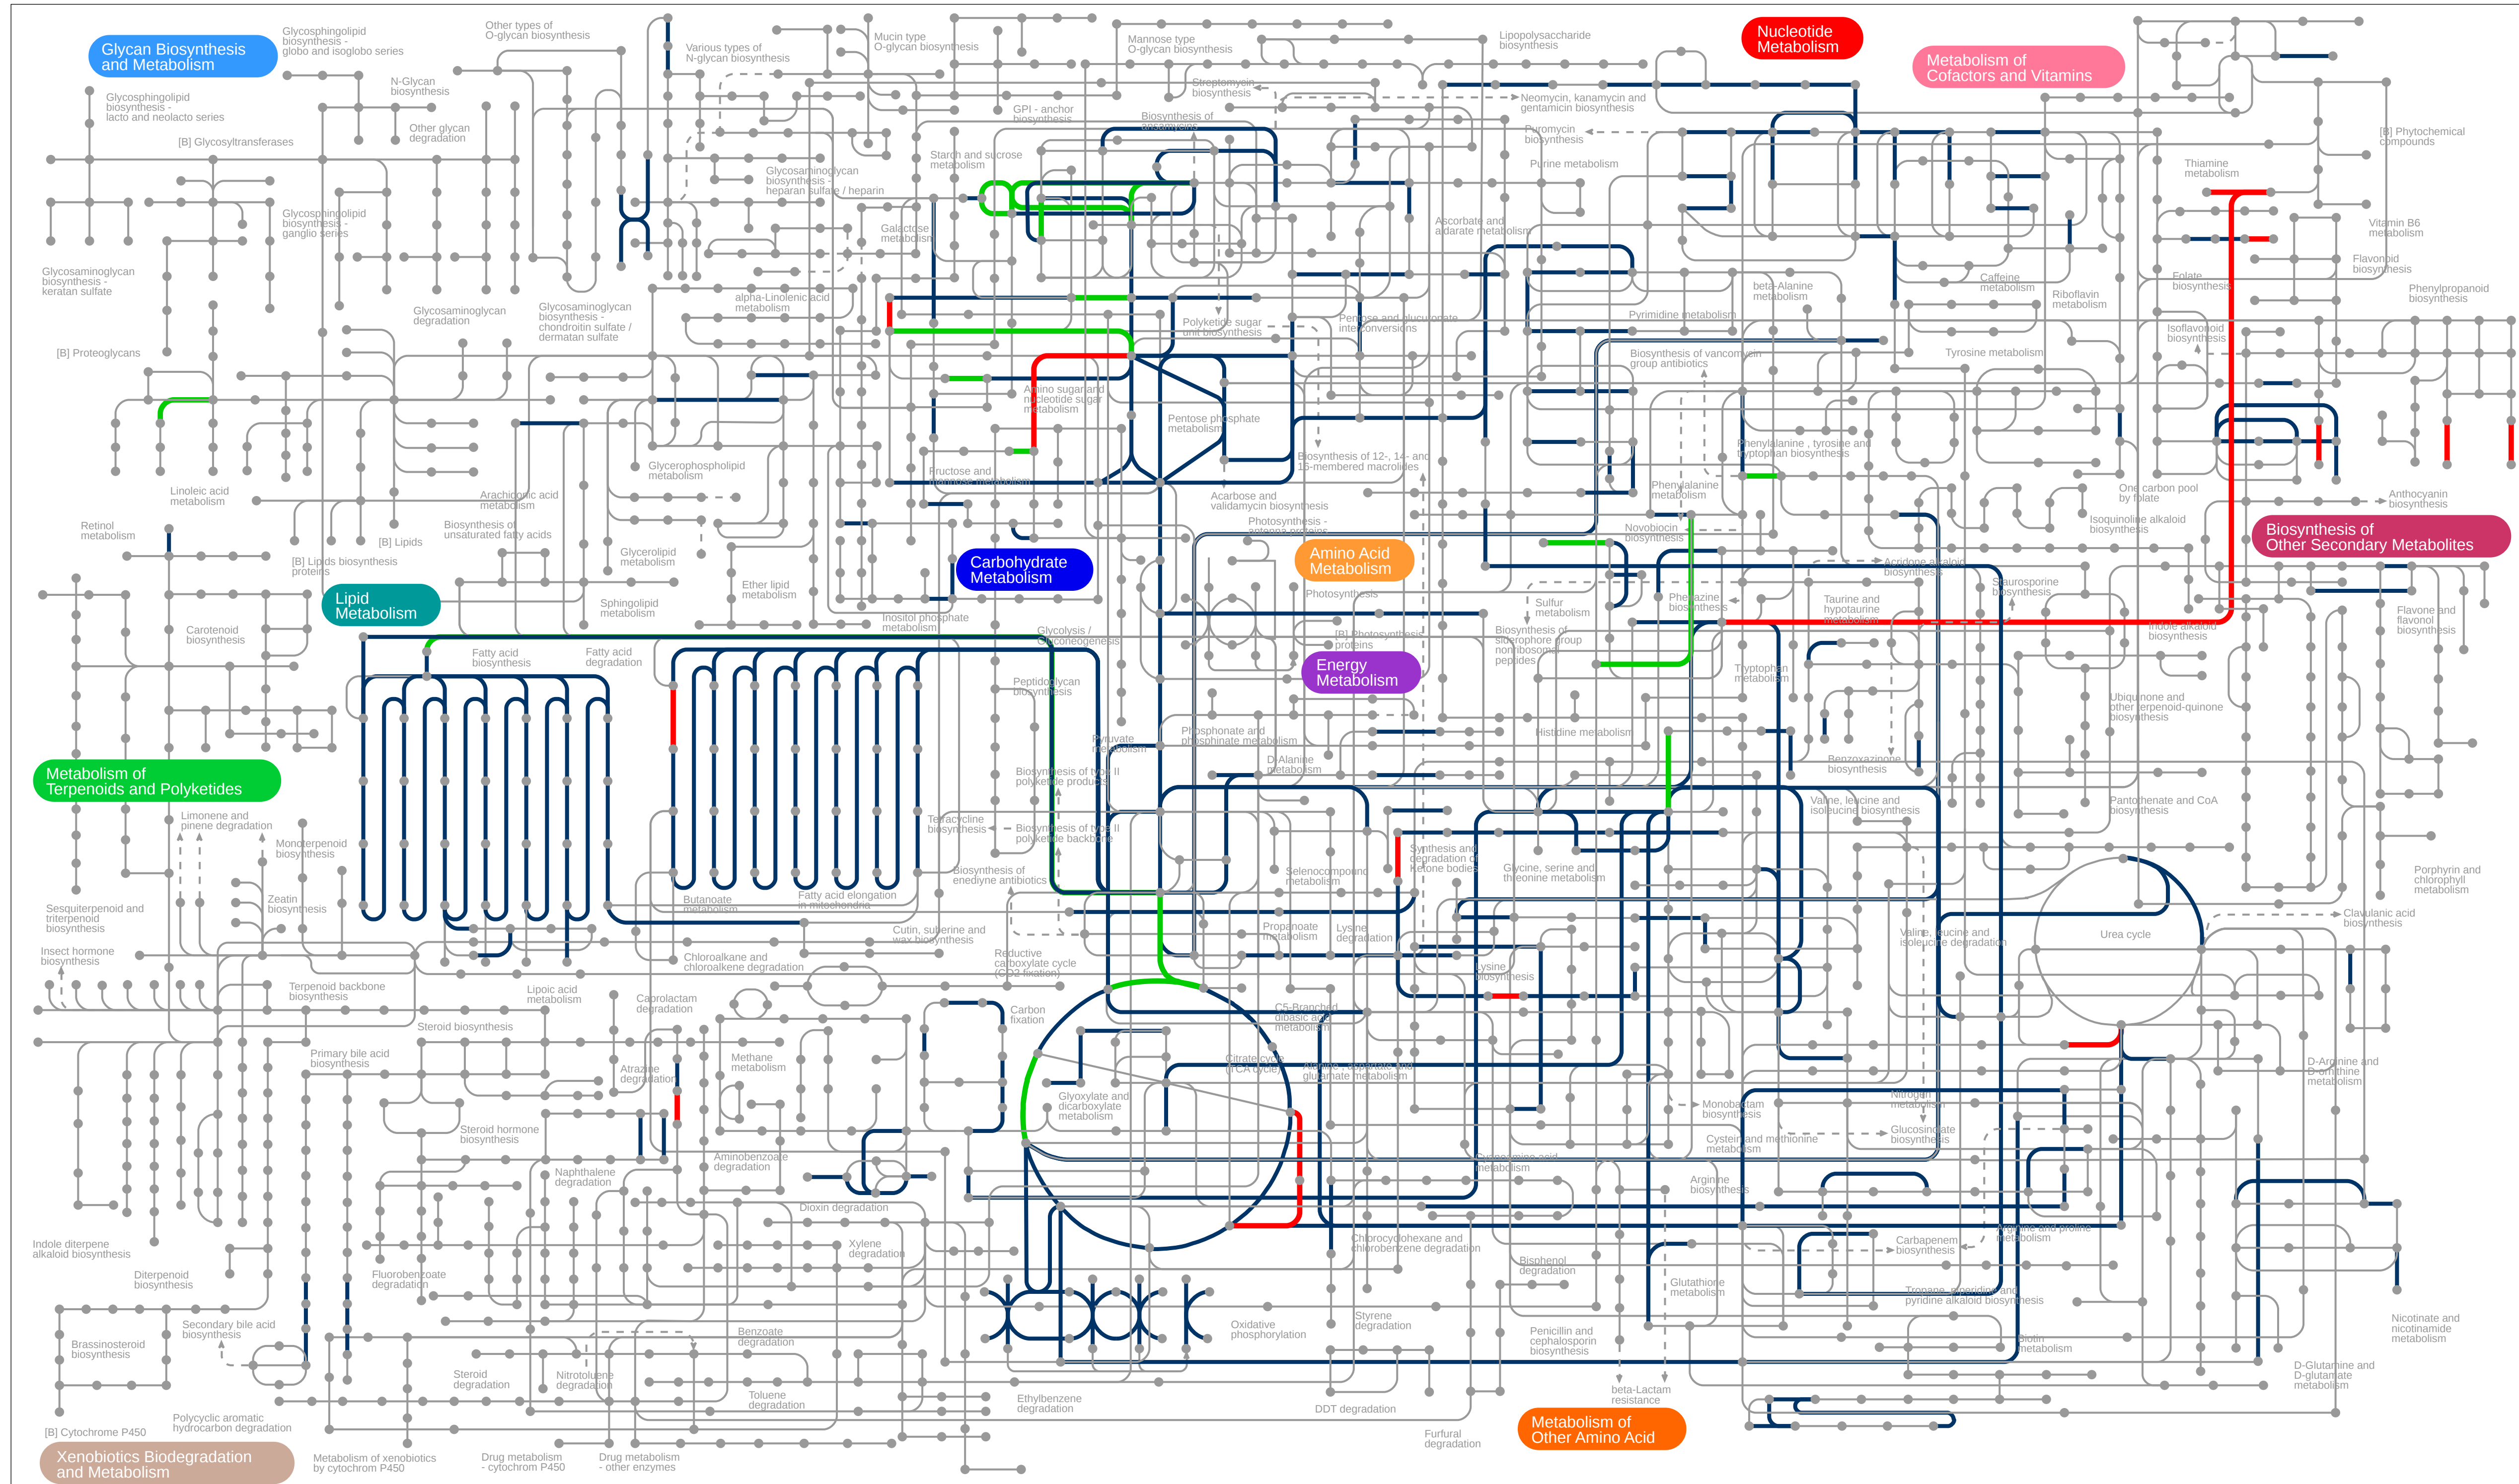 Glycan Biosynthesis
and Metabolism
Glycosphingolipid
biosynthesis -
globo and isoglobo series
Other types of
O-glycan biosynthesis
Various types of
N-glycan biosynthesis
Mucin type
O-glycan biosynthesis
Mannose type
O-glycan biosynthesis
Lipopolysaccharide
biosynthesis
Nucleotide
Metabolism
Metabolism of
Cofactors and Vitamins
N-Glycan
biosynthesis
Glycosphingolipid
biosynthesis -
lacto and neolacto series
Other glycan
degradation
[B] Glycosyltransferases
GPI - anchor
biosynthesis
Streptomycin
biosynthesis
Biosynthesis of
ansamycins
Neomycin, kanamycin and
gentamicin biosynthesis
Puromycin
biosynthesis
Purine metabolism
[B] Phytochemical
compounds
Thiamine
metabolism
Starch and sucrose
metabolism
Glycosaminoglycan
biosynthesis -
heparan sulfate / heparin
Glycosphingolipid
biosynthesis -
ganglio series
Galactose
metabolism
Ascorbate and
aldarate metabolism
Vitamin B6
metabolism
Flavonoid
biosynthesis
Glycosaminoglycan
biosynthesis -
keratan sulfate
Glycosaminoglycan
degradation
Glycosaminoglycan
biosynthesis -
chondroitin sulfate /
dermatan sulfate
alpha-Linolenic acid
metabolism
Polyketide sugar
unit biosynthesis
Pentose and glucuronate
interconversions
beta-Alanine
metabolism
Pyrimidine metabolism
Caffeine
metabolism
Riboflavin
metabolism
Folate
biosynthesis
Phenylpropanoid
biosynthesis
Isoflavonoid
biosynthesis
[B] Proteoglycans
Biosynthesis of vancomycin
group antibiotics
Tyrosine metabolism
Amino sugar and
nucleotide sugar
metabolism
Pentose phosphate
metabolism
Phenylalanine , tyrosine and
tryptophan biosynthesis
Biosynthesis of 12-, 14- and
16-membered macrolides
Glycerophospholipid
metabolism
Fructose and
mannose metabolism
Linoleic acid
metabolism
Arachidonic acid
metabolism
Acarbose and
validamycin biosynthesis
Phenylalanine
metabolism
One carbon pool
by folate
Anthocyanin
biosynthesis
Retinol
metabolism
Biosynthesis of
unsaturated fatty acids
[B] Lipids
Photosynthesis -
antenna proteins
Novobiocin
biosynthesis
Isoquinoline alkaloid
biosynthesis
Biosynthesis of
Other Secondary Metabolites
[B] Lipids biosynthesis
proteins
Glycerolipid
metabolism
Carbohydrate
Metabolism
Amino Acid
Metabolism
Acridone alkaloid
biosynthesis
Ether lipid
metabolism
Lipid
Metabolism
Sphingolipid
metabolism
Photosynthesis
Sulfur
metabolism
Phenazine
biosynthesis
Taurine and
hypotaurine
metabolism
Staurosporine
biosynthesis
Flavone and
flavonol
biosynthesis
Inositol phosphate
metabolism
Carotenoid
biosynthesis
Glycolysis /
Gluconeogenesis
[B] Photosynthesis
proteins
Biosynthesis of
siderophore group
nonribosomal
peptides
Indole alkaloid
biosynthesis
Fatty acid
biosynthesis
Fatty acid
degradation
Energy
Metabolism
Tryptophan
metabolism
Peptidoglycan
biosynthesis
Ubiquinone and
other terpenoid-quinone
biosynthesis
Pyruvate
metabolism
Phosphonate and
phosphinate metabolism
Histidine metabolism
D-Alanine
metabolism
Benzoxazinone
biosynthesis
Metabolism of
Terpenoids and Polyketides
Biosynthesis of type II
polyketide products
Valine, leucine and
isoleucine biosynthesis
Pantothenate and CoA
biosynthesis
Limonene and
pinene degradation
Tetracycline
biosynthesis
Biosynthesis of type II
polyketide backbone
Monoterpenoid
biosynthesis
Synthesis and
degradation of
Ketone bodies
Selenocompound
metabolism
Glycine, serine and
threonine metabolism
Porphyrin and
chlorophyll
metabolism
Biosynthesis of
enediyne antibiotics
Butanoate
metabolism
Fatty acid elongation
in mitochondria
Zeatin
biosynthesis
Sesquiterpenoid and
triterpenoid
biosynthesis
Propanoate
metabolism
Lysine
degradation
Cutin, suberine and
wax biosynthesis
Valine, leucine and
isoleucine degradation
Urea cycle
Clavulanic acid
biosynthesis
Insect hormone
biosynthesis
Chloroalkane and
chloroalkene degradation
Reductive
carboxylate cycle
(CO2 fixation)
Lysine
biosynthesis
Terpenoid backbone
biosynthesis
Lipoic acid
metabolism
Caprolactam
degradation
Carbon
fixation
C5-Branched
dibasic acid
metabolism
Steroid biosynthesis
Primary bile acid
biosynthesis
Atrazine
degradation
Methane
metabolism
Citrate cycle
(TCA cycle)
Alanine , aspartate and
glutamate metabolism
D-Arginine and
D-ornithine
metabolism
Glyoxylate and
dicarboxylate
metabolism
Nitrogen
metabolism
Monobactam
biosynthesis
Steroid hormone
biosynthesis
Glucosinolate
biosynthesis
Cystein and methionine
metabolism
Aminobenzoate
degradation
Naphthalene
degradation
Cyanoamino acid
metabolism
Arginine
biosynthesis
Dioxin degradation
Arginine and proline
metabolism
Indole diterpene
alkaloid biosynthesis
Xylene
degradation
Chlorocyclohexane and
chlorobenzene degradation
Carbapenem
biosynthesis
Diterpenoid
biosynthesis
Fluorobenzoate
degradation
Bisphenol
degradation
Glutathione
metabolism
Tropane, piperidine and
pyridine alkaloid biosynthesis
Secondary bile acid
biosynthesis
Brassinosteroid
biosynthesis
Benzoate
degradation
Oxidative
phosphorylation
Styrene
degradation
Penicillin and
cephalosporin
biosynthesis
Biotin
metabolism
Nicotinate and
nicotinamide
metabolism
Steroid
degradation
Nitrotoluene
degradation
Toluene
degradation
Ethylbenzene
degradation
DDT degradation
beta-Lactam
resistance
D-Glutamine and
D-glutamate
metabolism
Polycyclic aromatic
hydrocarbon degradation
[B] Cytochrome P450
Metabolism of
Other Amino Acid
Furfural
degradation
Xenobiotics Biodegradation
and Metabolism
Metabolism of xenobiotics
by cytochrom P450
Drug metabolism
- cytochrom P450
Drug metabolism
- other enzymes